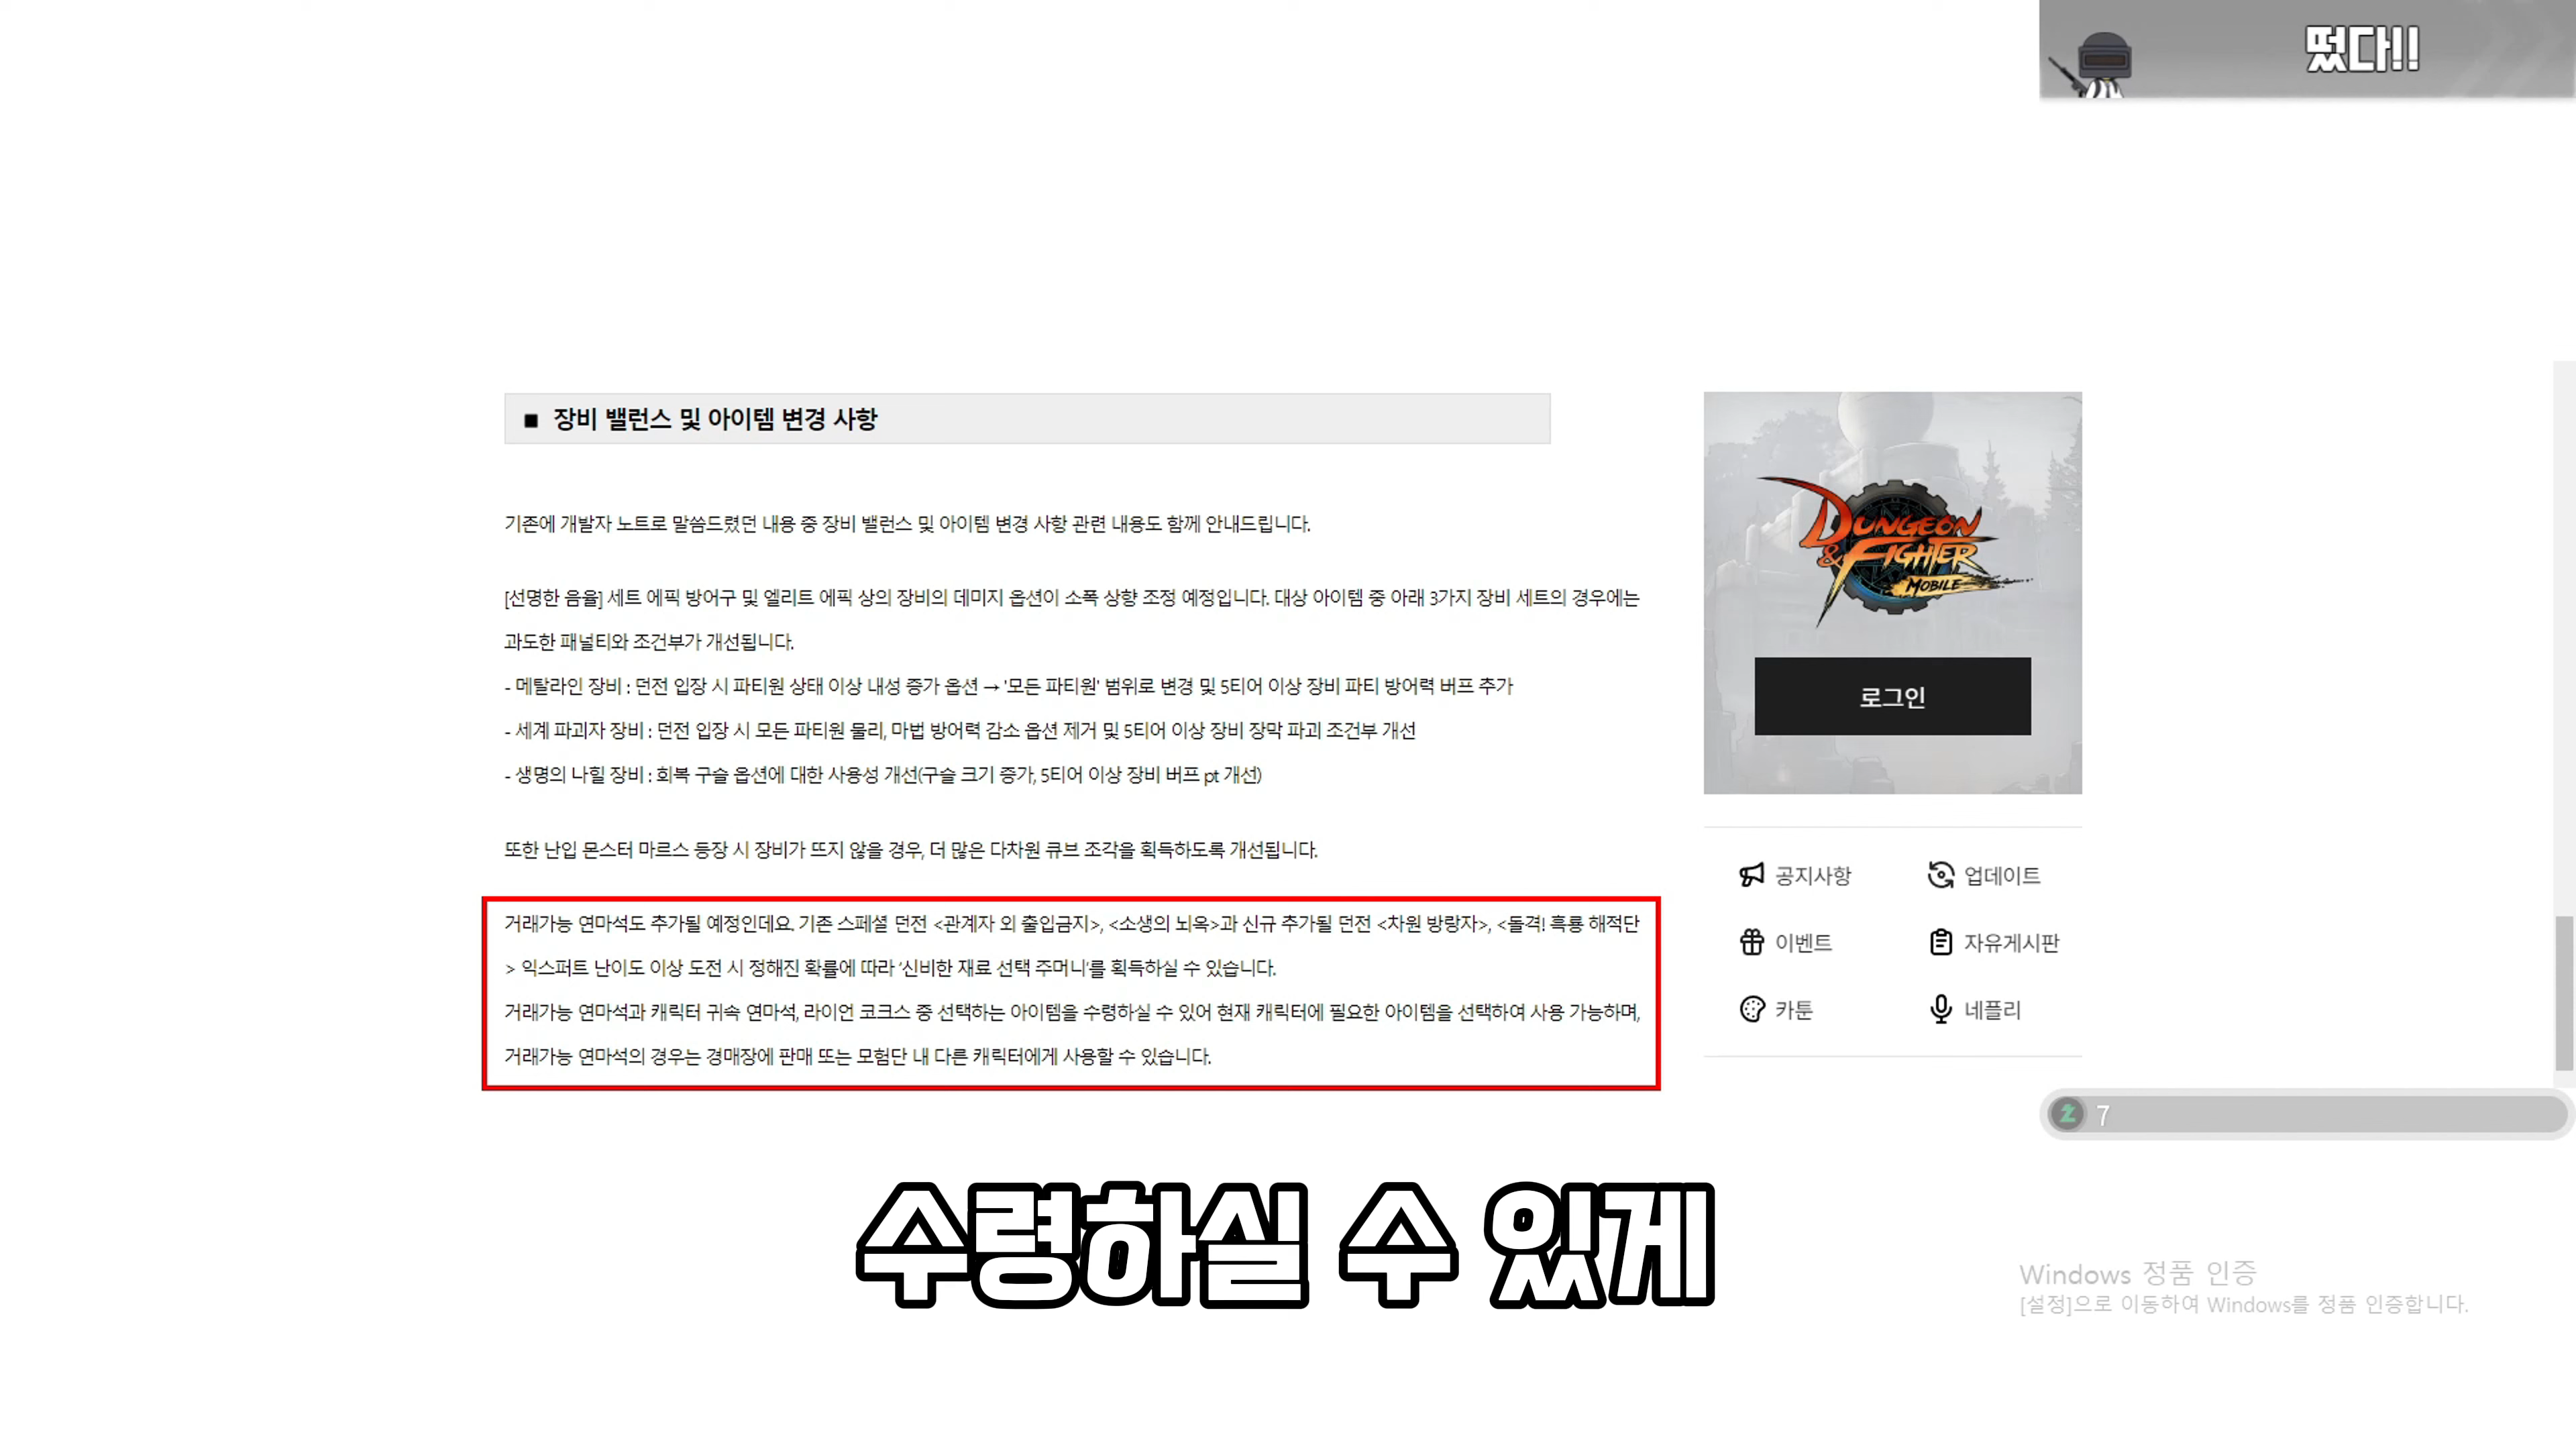 떴다!!
■ 장비 밸런스 및 아이템 변경 사항
기존에 개발자 노트로 말씀드렸던 내용 중 장비 밸런스 및 아이템 변경 사항 관련 내용도 함께 안내드립니다.
[선명한 음율] 세트 에픽 방어구 및 엘리트 에픽 상의 장비의 데미지 옵션이 소폭 상향 조정 예정입니다. 대상 아이템 중 아래 3가지 장비 세트의 경우에는
과도한 패널티와 조건부가 개선됩니다.
- 메탈라인 장비 : 던전 입장 시 파티원 상태 이상 내성 증가 옵션 → '모든 파티원' 범위로 변경 및 5티어 이상 장비 파티 방어력 버프 추가
- 세계 파괴자 장비 : 던전 입장 시 모든 파티원 물리, 마법 방어력 감소 옵션 제거 및 5티어 이상 장비 장막 파괴 조건부 개선
- 생명의 나힐 장비 : 회복 구슬 옵션에 대한 사용성 개선(구슬 크기 증가, 5티어 이상 장비 버프 pt 개선)
또한 난입 몬스터 마르스 등장 시 장비가 뜨지 않을 경우, 더 많은 다차원 큐브 조각을 획득하도록 개선됩니다.
거래가능 연마석도 추가될 예정인데요. 기존 스페셜 던전 <관계자 외 출입금지>, <소생의 뇌옥>과 신규 추가될 던전 <차원 방랑자>, <돌격! 흑룡 해적단
> 익스퍼트 난이도 이상 도전 시 정해진 확률에 따라 '신비한 재료 선택 주머니'를 획득하실 수 있습니다.
거래가능 연마석과 캐릭터 귀속 연마석, 라이언 코크스 중 선택하는 아이템을 수령하실 수 있어 현재 캐릭터에 필요한 아이템을 선택하여 사용 가능하며,
거래가능 연마석의 경우는 경매장에 판매 또는 모험단 내 다른 캐릭터에게 사용할 수 있습니다.
DUNGEON
& FIGHTER
MOBILE
로그인
공지사항 업데이트
이벤트 자유게시판
카툰 네플리
7
수령하실 수 있게
Windows 정품 인증
[설정]으로 이동하여 Windows를 정품 인증합니다.